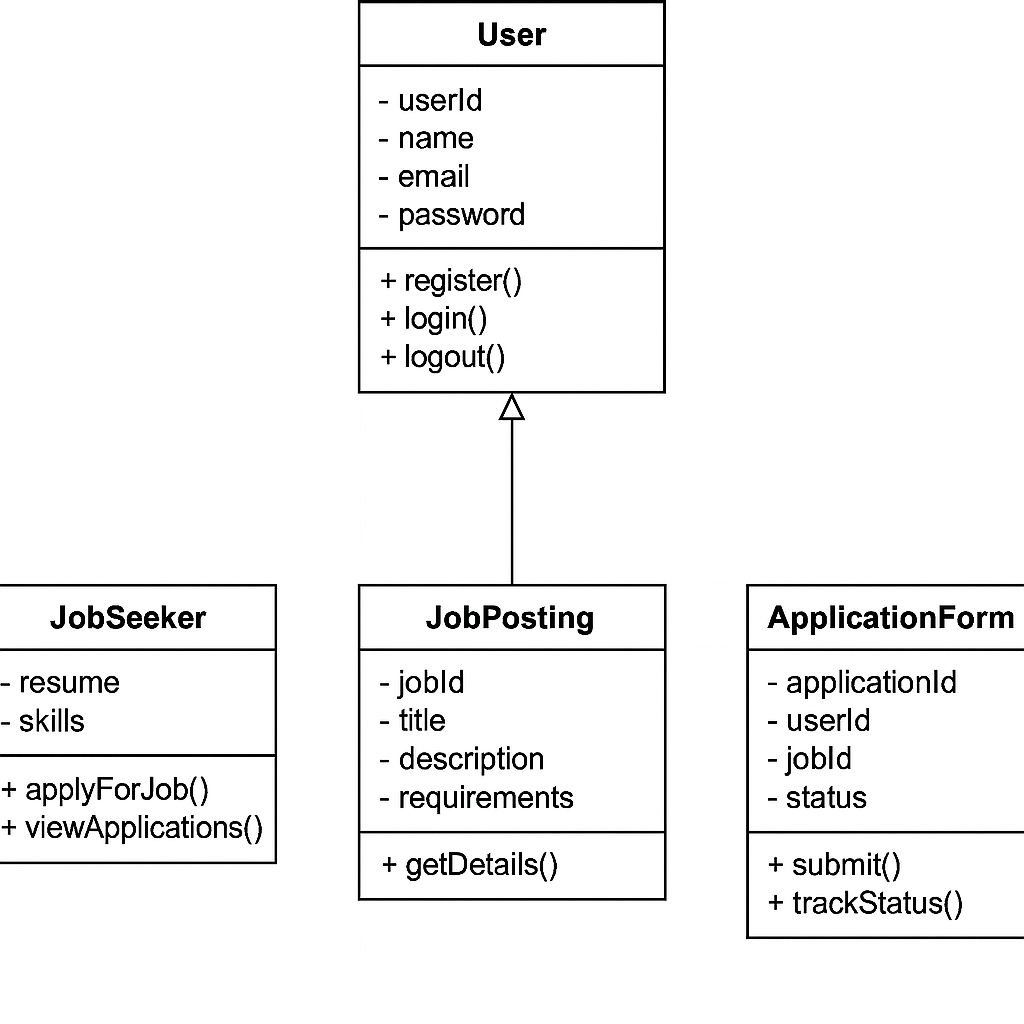 User
- userId
- name
- email
- password
+ register()
+ login()
+ logout()
JobSeeker
- resume
- skills
+ applyForJob()
+ viewApplications()
JobPosting
- jobId
- title
- description
- requirements
+ getDetails()
ApplicationForm
- applicationId
- userId
- jobId
- status
+ submit()
+ trackStatus()